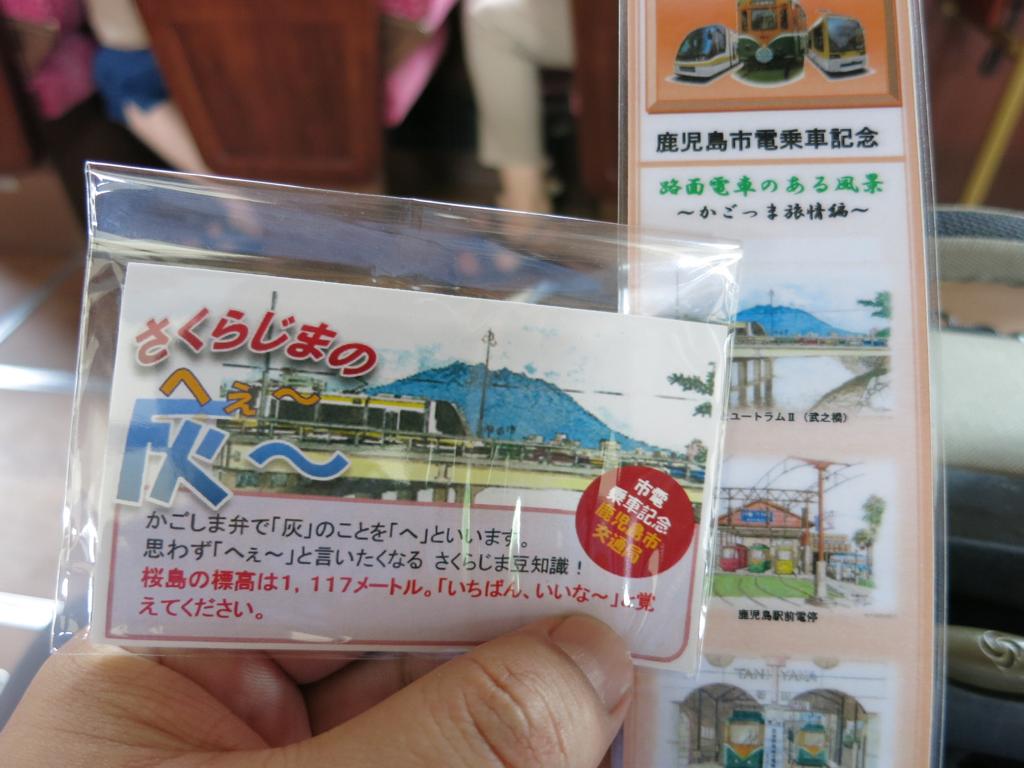 鹿児島市電乗車記念
路面電車のある風景
～かごっま旅情編～
ユートラムⅡ(武之橋)
鹿児島駅前電停
TANIYAMA
さくらじまの
へぇ～
灰～
市電
乗車記念
鹿児島市
交通局
かごしま弁で「灰」のことを「へ」といいます。
思わず「へぇ～」と言いたくなる さくらじま豆知識！
桜島の標高は1，117メートル。「いちばん、いいな～」と覚
えてください。